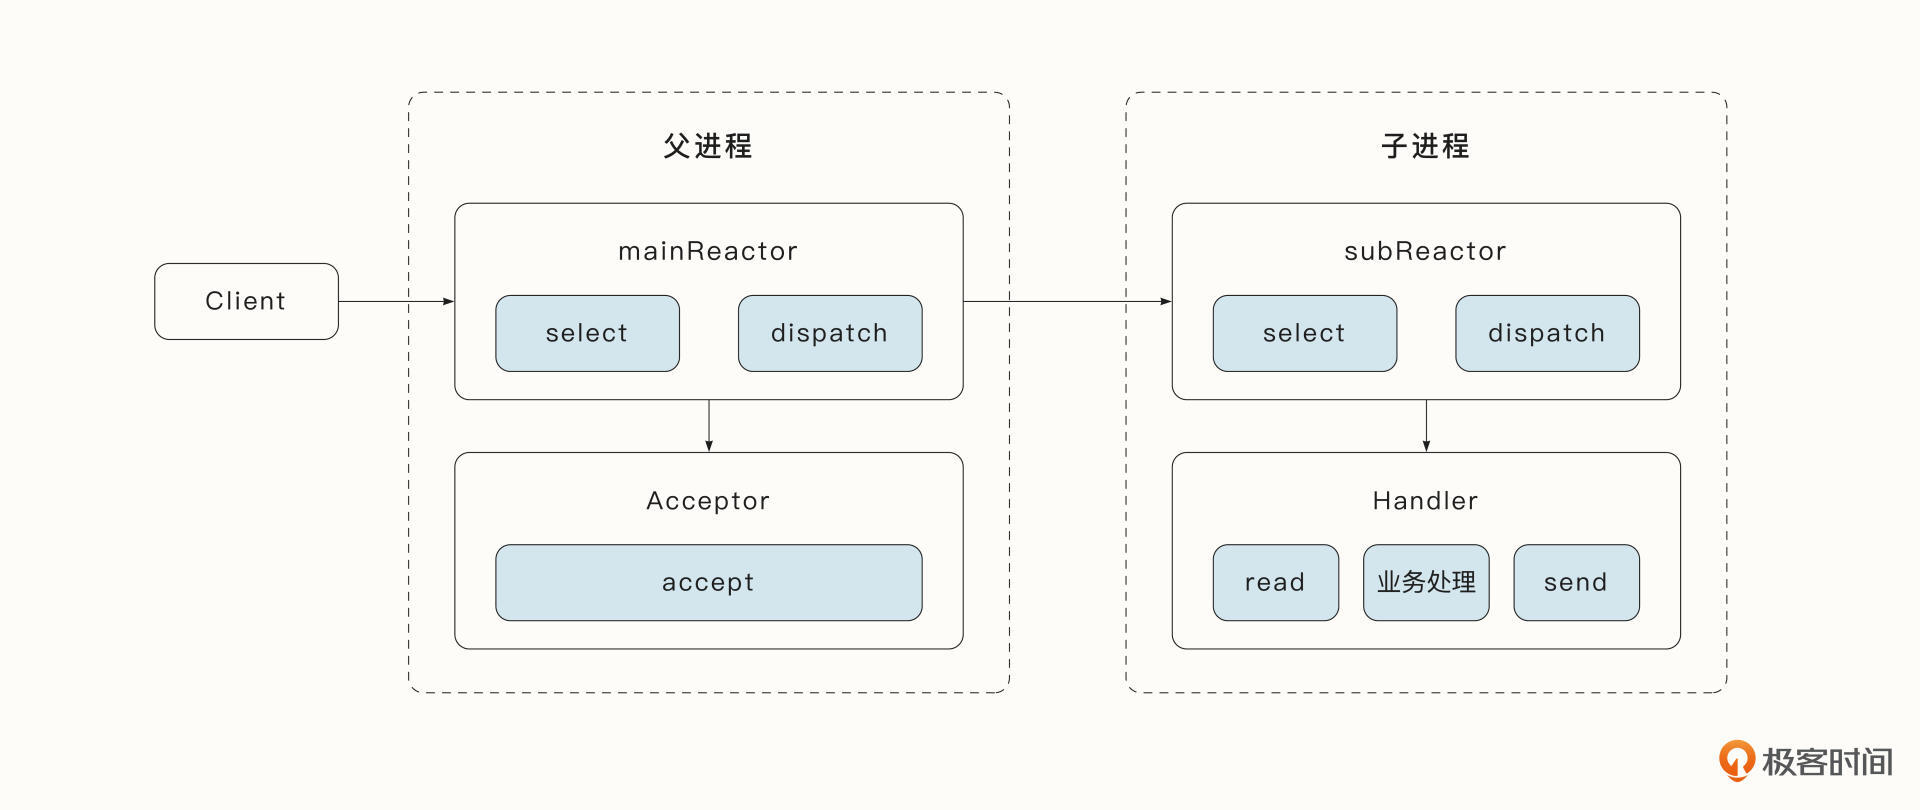 父进程
子进程
mainReactor
subReactor
Client
select
dispatch
select
dispatch
Acceptor
Handler
accept
read
业务处理
send
极客时间